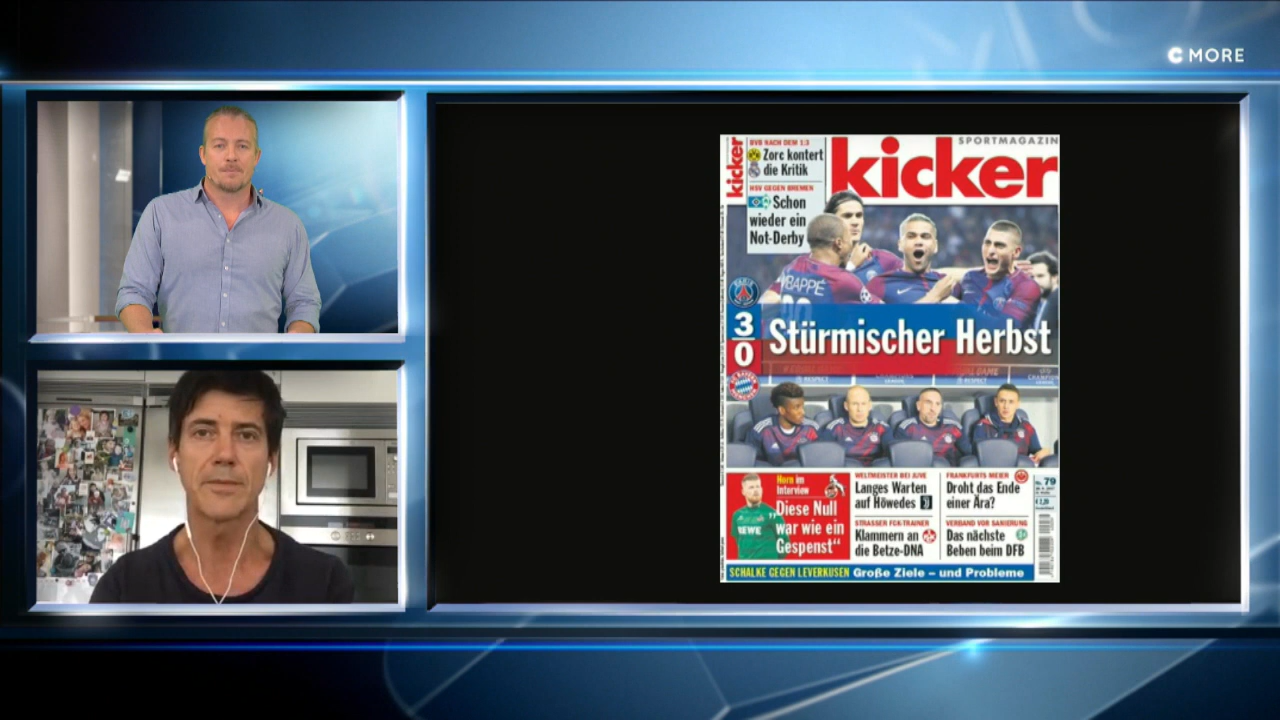 C MORE
kicker
BVB NACH DEM 1:3
Zorc kontert
die Kritik
HSV GEGEN BREMEN
Schon
wieder ein
Not-Derby
SPORTMAGAZIN
kicker
MBAPPÉ
PARIS
3
0
Stürmischer Herbst
RESPECT
RESPECT
Horn im
Interview
„Diese Null
war wie ein
Gespenst“
REWE
WELTMEISTER BEI JUVE
Langes Warten
auf Höwedes
STRASSER FCK-TRAINER
Klammern an
die Betze-DNA
FRANKFURTS MEIER
Droht das Ende
einer Ära?
VERBAND VOR SANIERUNG
Das nächste
Beben beim DFB
Nr. 79
SCHALKE GEGEN LEVERKUSEN Große Ziele – und Probleme